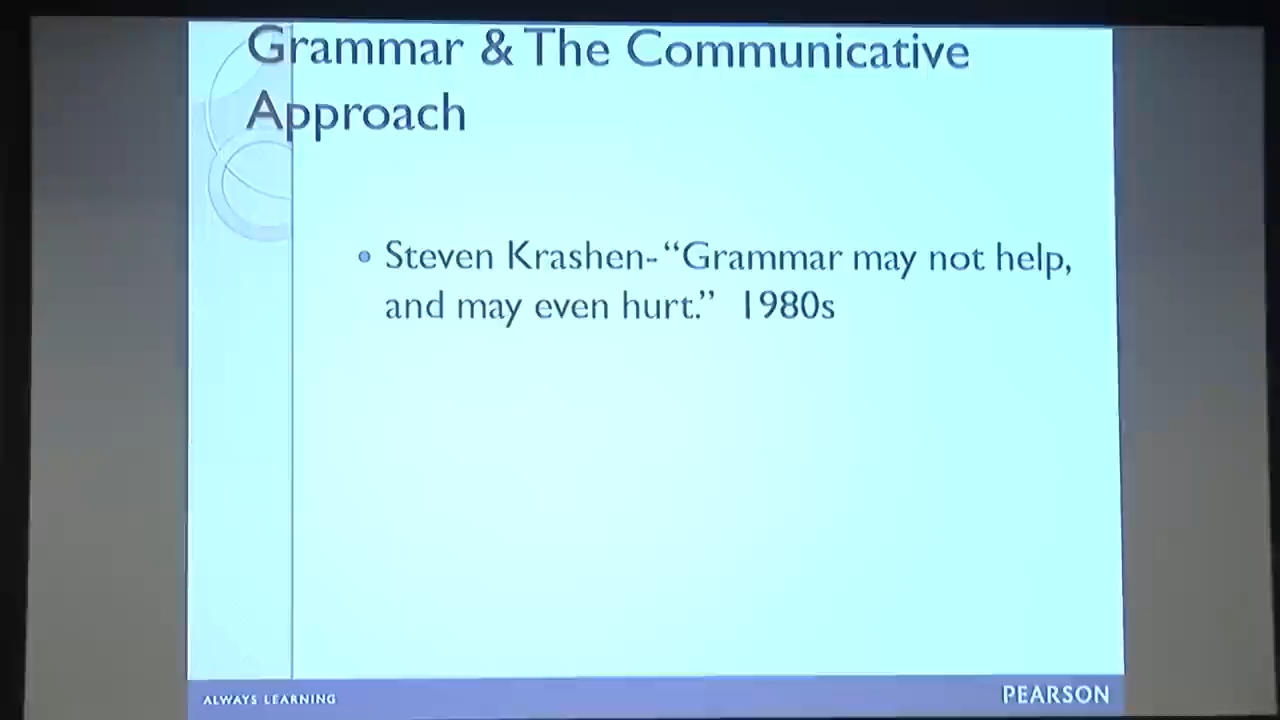 Grammar & The Communicative
Approach
• Steven Krashen-“Grammar may not help,
and may even hurt.” 1980s
ALWAYS LEARNING
PEARSON